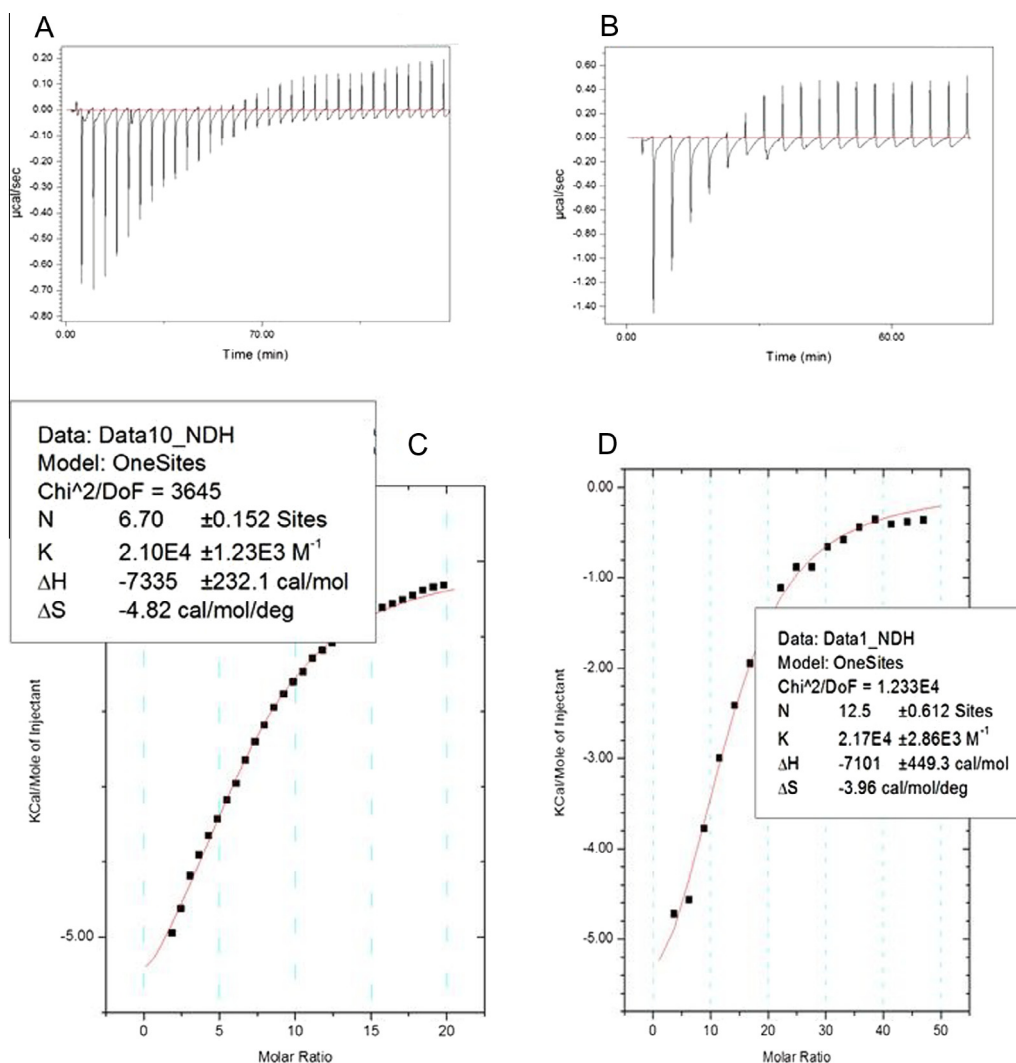 A
0.20
0.10
0.00
-0.10
-0.20
-0.30
-0.40
-0.50
-0.60
-0.70
-0.80
µcal/sec
0.00
70.00
Time (min)
B
0.60
0.40
0.20
0.00
-0.20
-0.40
-0.60
-0.80
-1.00
-1.20
-1.40
µcal/sec
0.00
60.00
Time (min)
C
Data: Data10_NDH
Model: OneSites
Chi^2/DoF = 3645
N 6.70 ±0.152 Sites
K 2.10E4 ±1.23E3 M⁻¹
ΔH -7335 ±232.1 cal/mol
ΔS -4.82 cal/mol/deg
-5.00
KCal/Mole of Injectant
0 5 10 15 20
Molar Ratio
D
0.00
-1.00
-2.00
-3.00
-4.00
-5.00
KCal/Mole of Injectant
Data: Data1_NDH
Model: OneSites
Chi^2/DoF = 1.233E4
N 12.5 ±0.612 Sites
K 2.17E4 ±2.86E3 M⁻¹
ΔH -7101 ±449.3 cal/mol
ΔS -3.96 cal/mol/deg
0 10 20 30 40 50
Molar Ratio